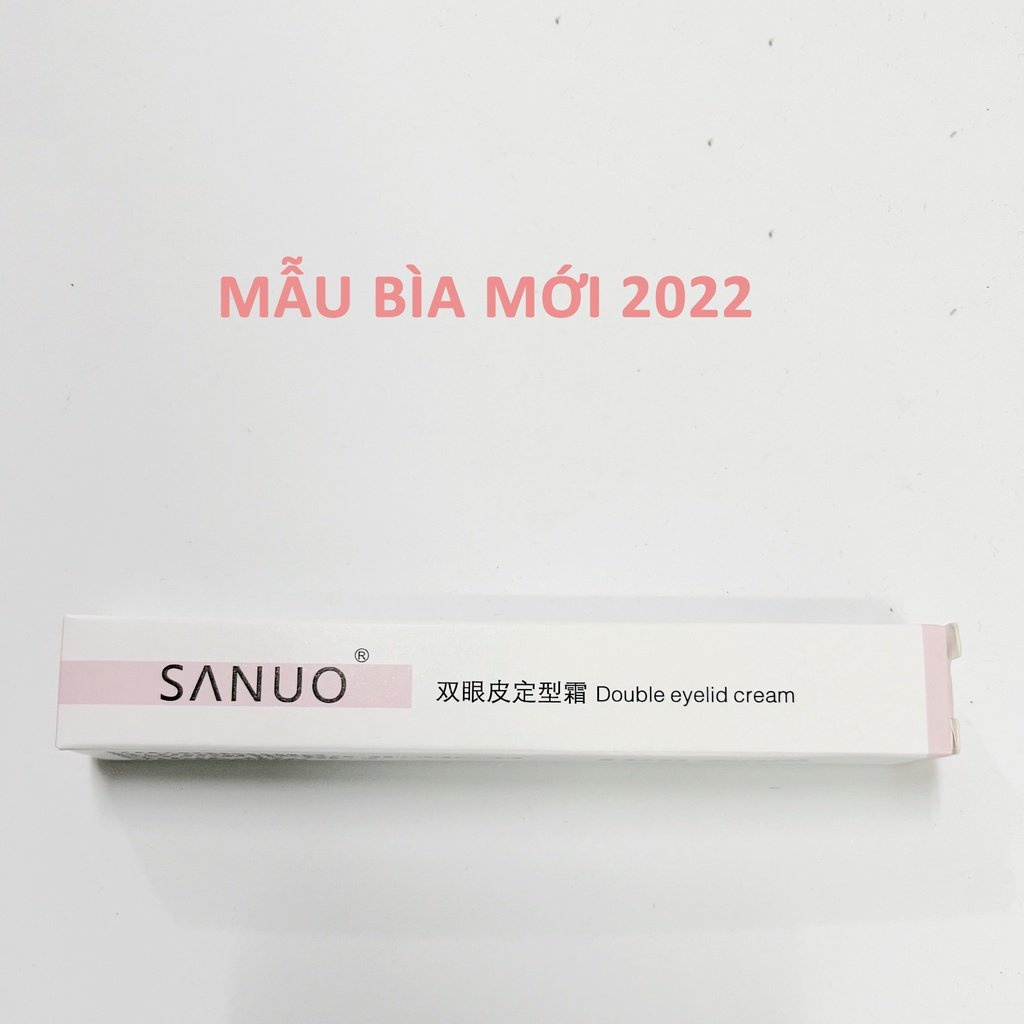 MẪU BÌA MỚI 2022
SANUO®
双眼皮定型霜 Double eyelid cream